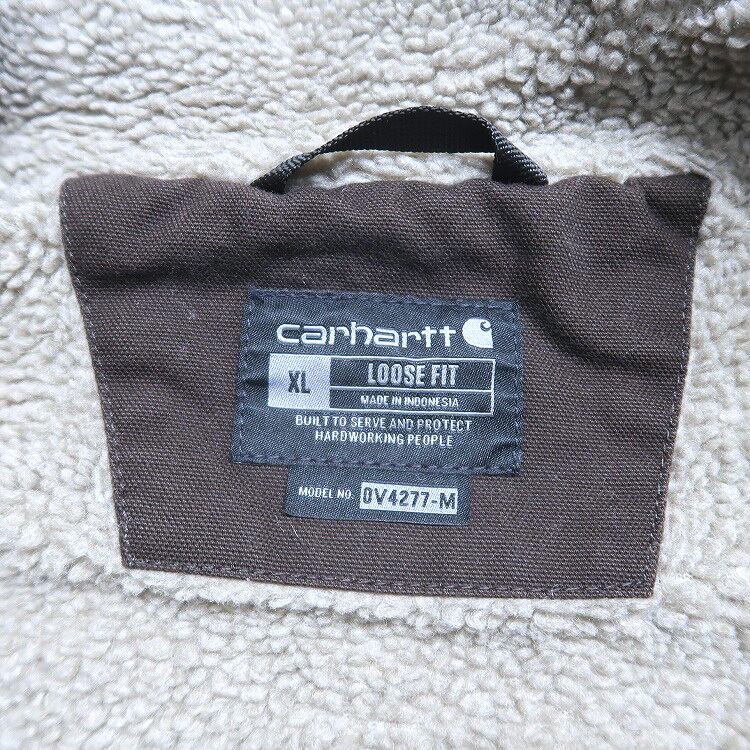 carhartt
XL
LOOSE FIT
MADE IN INDONESIA
BUILT TO SERVE AND PROTECT
HARDWORKING PEOPLE
MODEL NO. OV4277-M